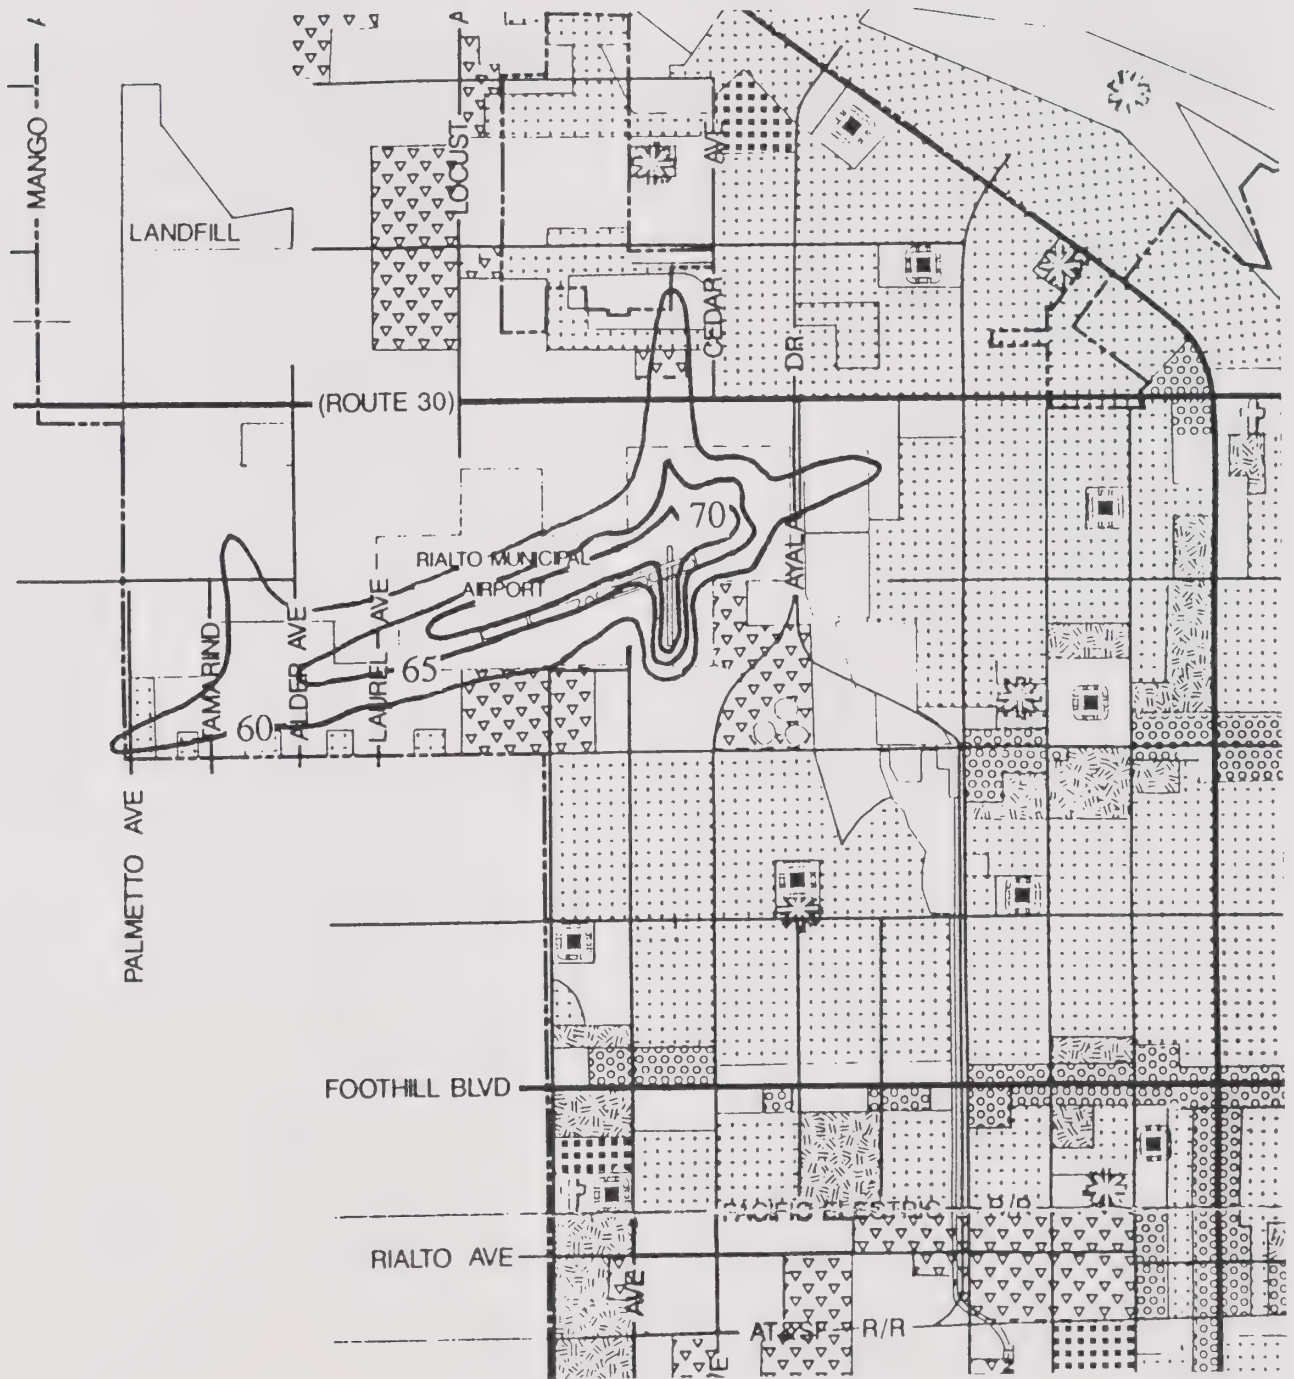 MANGO A
LOCUST A
LANDFILL
CEDAR AVE
DR
(ROUTE 30)
70
RIALTO MUNICIPAL
AIRPORT
AYALA
65
60
TAMARIND
ALDER AVE
LAUREL AVE
PALMETTO AVE
FOOTHILL BLVD
PACIFIC ELECTRIC R/R
RIALTO AVE
AVE
AT&SF R/R